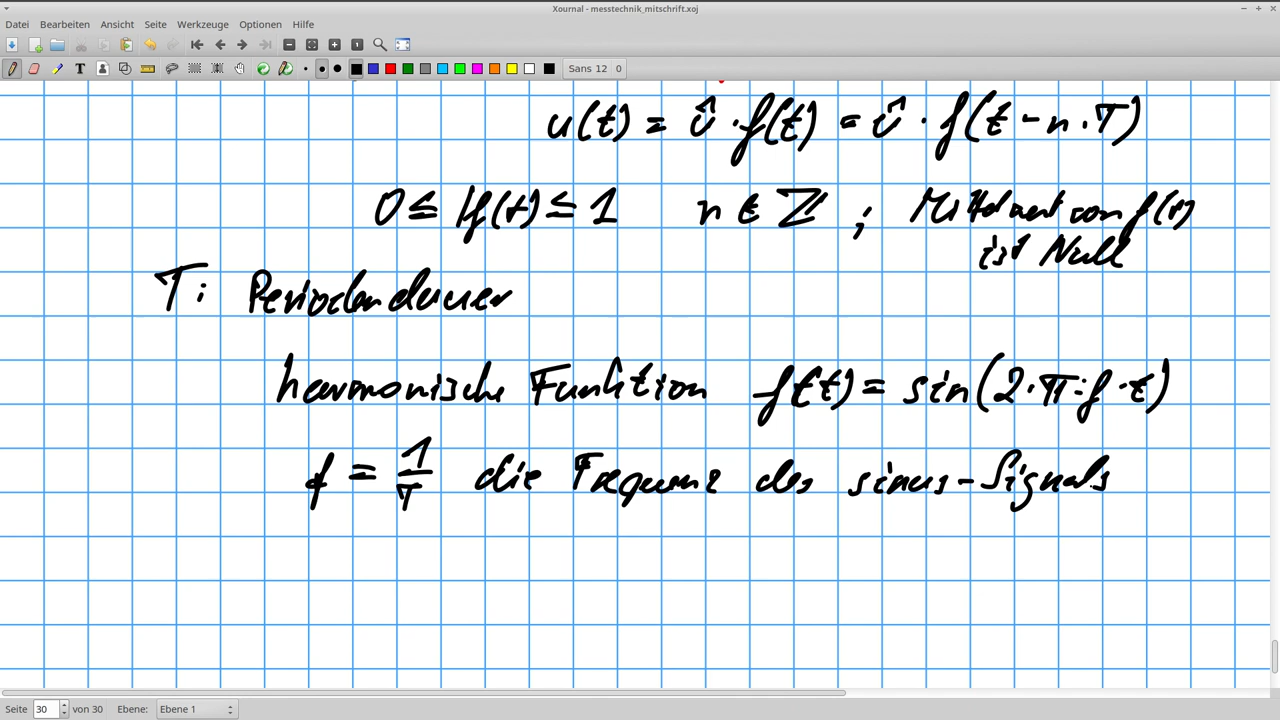 Xournal - messtechnik_mitschrift.xoj
Datei Bearbeiten Ansicht Seite Werkzeuge Optionen Hilfe
Sans 12 0
u(t) = û · f(t) = û · f(t - n · T)
0 ≤ |f(t) ≤ 1 n ∈ ℤ ; Mittelwert von f(t)
ist Null
T: Periodendauer
harmonische Funktion f(t) = sin(2·π·f·t)
f = 1/T die Frequenz des sinus-Signals
Seite 30 von 30 Ebene: Ebene 1